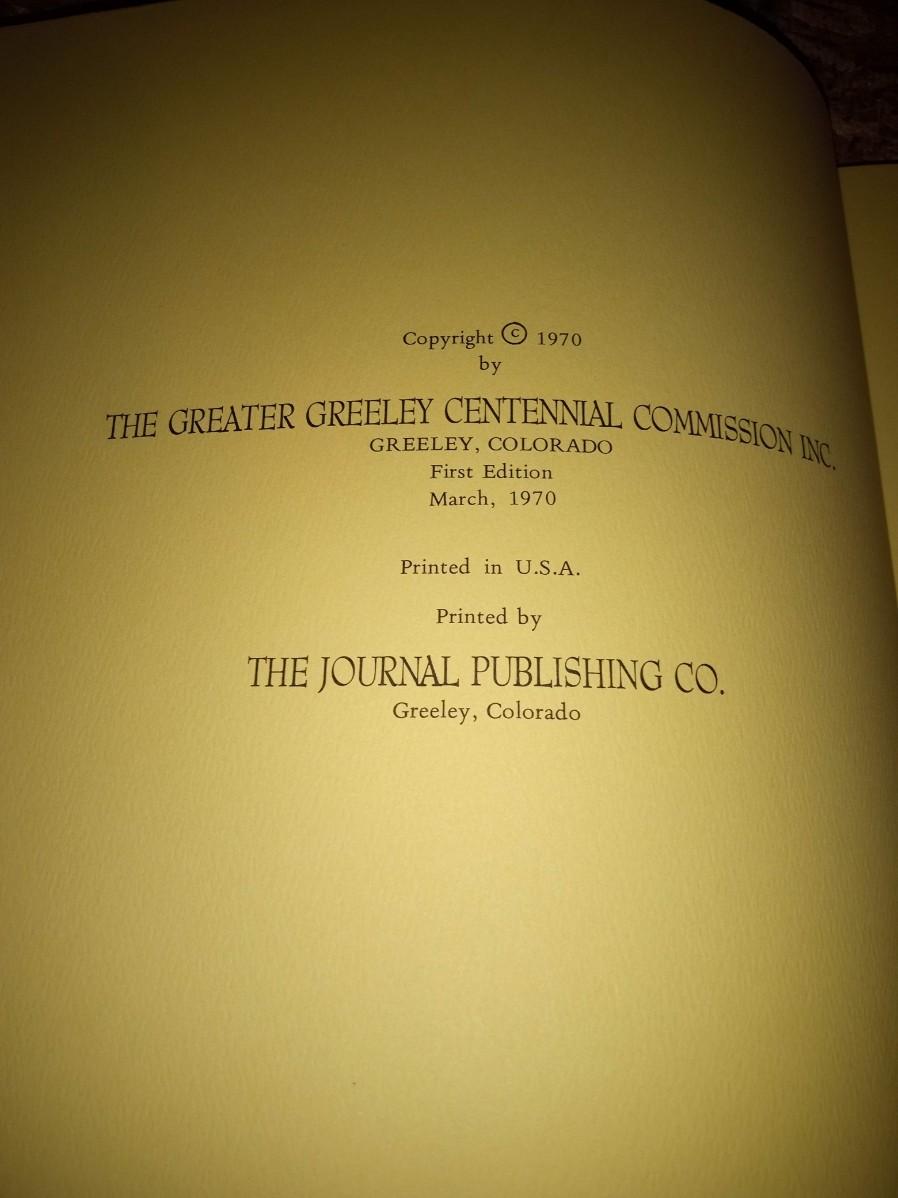 Copyright © 1970
by
THE GREATER GREELEY CENTENNIAL COMMISSION INC.
GREELEY, COLORADO
First Edition
March, 1970
Printed in U.S.A.
Printed by
THE JOURNAL PUBLISHING CO.
Greeley, Colorado